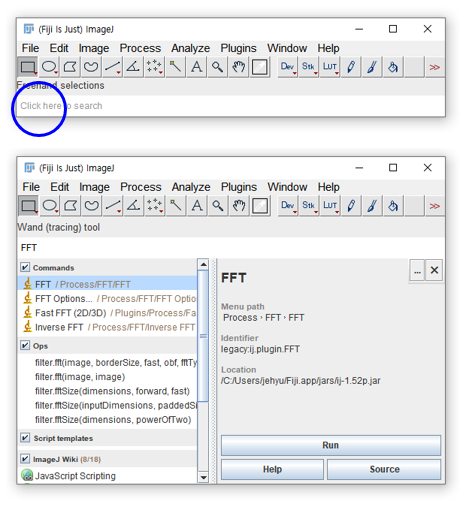 (Fiji Is Just) ImageJ
File Edit Image Process Analyze Plugins Window Help
A Dev Stk LUT >>
Freehand selections
Click here to search
(Fiji Is Just) ImageJ
File Edit Image Process Analyze Plugins Window Help
A Dev Stk LUT >>
Wand (tracing) tool
FFT
Commands
FFT / Process/FFT/FFT
FFT Options... / Process/FFT/FFT Optio
Fast FFT (2D/3D) / Plugins/Process/Fa
Inverse FFT / Process/FFT/Inverse FFT
Ops
filter.fft(image, borderSize, fast, obf, fftTy
filter.fft(image, image)
filter.fftSize(dimensions, forward, fast)
filter.fftSize(inputDimensions, paddedSi
filter.fftSize(dimensions, powerOfTwo)
Script templates
ImageJ Wiki (8/18)
JavaScript Scripting
...
FFT
Menu path
Process › FFT › FFT
Identifier
legacy:ij.plugin.FFT
Location
/C:/Users/jehyu/Fiji.app/jars/ij-1.52p.jar
Run
Help Source